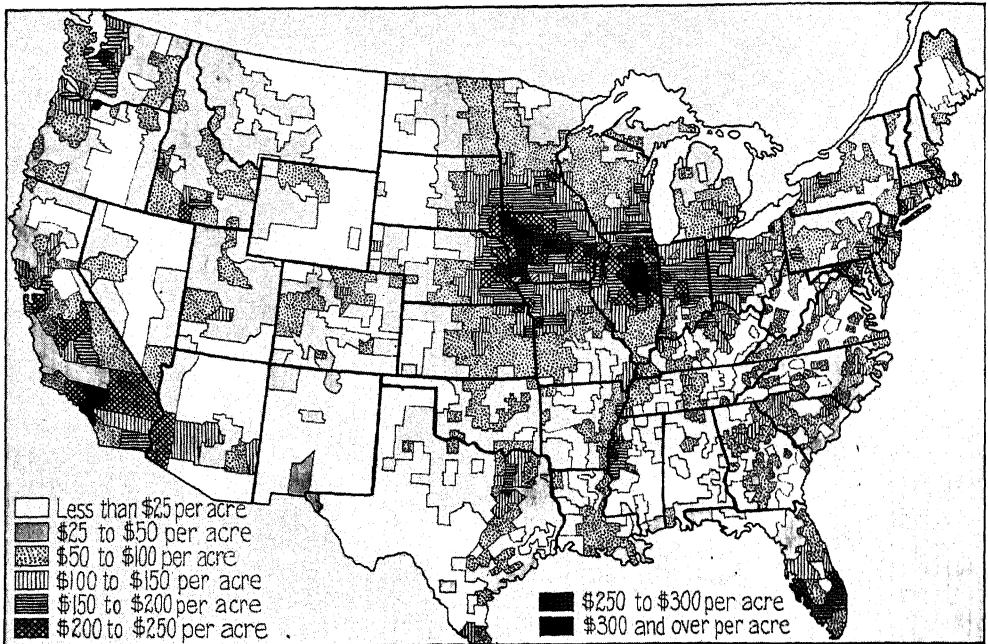 Less than $25 per acre
$25 to $50 per acre
$50 to $100 per acre
$100 to $150 per acre
$150 to $200 per acre
$200 to $250 per acre
$250 to $300 per acre
$300 and over per acre